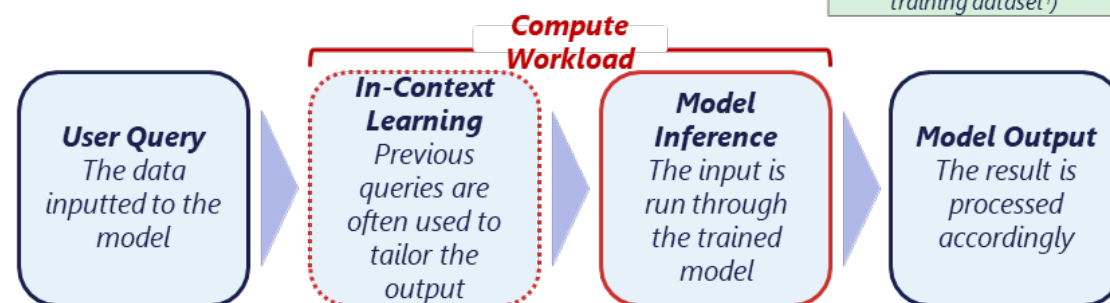 training dataset¹)
Compute
Workload
User Query
The data
inputted to the
model
In-Context
Learning
Previous
queries are
often used to
tailor the
output
Model
Inference
The input is
run through
the trained
model
Model Output
The result is
processed
accordingly